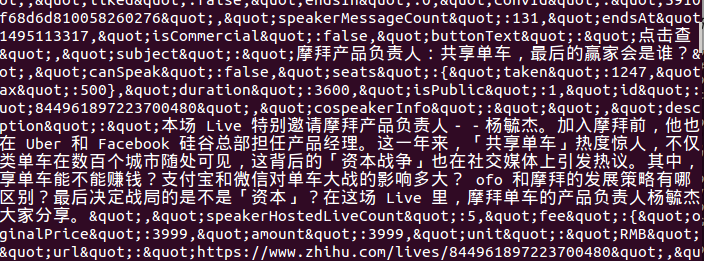 liked&quot;:false,&quot;endsIn&quot;:0,&quot;convId&quot;:&quot;5910
f68d6d810058260276&quot;,&quot;speakerMessageCount&quot;:131,&quot;endsAt&quot
1495113317,&quot;isCommercial&quot;:false,&quot;buttonText&quot;:&quot;点击查
&quot;,&quot;subject&quot;:&quot;摩拜产品负责人：共享单车，最后的赢家会是谁？&quo
,&quot;canSpeak&quot;:false,&quot;seats&quot;:{&quot;taken&quot;:1247,&quot
ax&quot;:500},&quot;duration&quot;:3600,&quot;isPublic&quot;:1,&quot;id&quot;:
uot;844961897223700480&quot;,&quot;cospeakerInfo&quot;:&quot;&quot;,&quot;desc
ption&quot;:&quot;本场 Live 特别邀请摩拜产品负责人 - - 杨毓杰。加入摩拜前，他也
在 Uber 和 Facebook 硅谷总部担任产品经理。这一年来，「共享单车」热度惊人，不仅
类单车在数百个城市随处可见，这背后的「资本战争」也在社交媒体上引发热议。其中，
享单车能不能赚钱？支付宝和微信对单车大战的影响多大？ ofo 和摩拜的发展策略有哪
区别？最后决定战局的是不是「资本」？在这场 Live 里，摩拜单车的产品负责人杨毓杰
大家分享。&quot;,&quot;speakerHostedLiveCount&quot;:5,&quot;fee&quot;:{&quot;o
ginalPrice&quot;:3999,&quot;amount&quot;:3999,&quot;unit&quot;:&quot;RMB&quot
&quot;url&quot;:&quot;https://www.zhihu.com/lives/844961897223700480&quot;,&qu